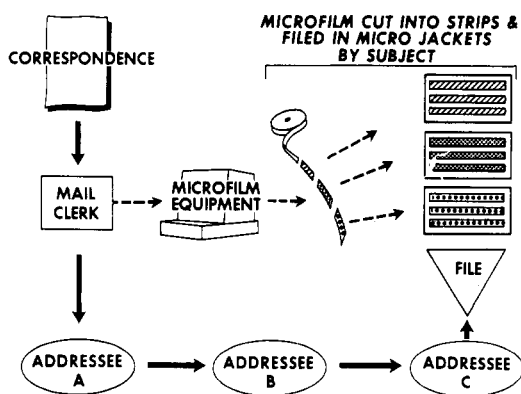 MICROFILM CUT INTO STRIPS &
FILED IN MICRO JACKETS
BY SUBJECT
CORRESPONDENCE
MAIL
CLERK
MICROFILM
EQUIPMENT
FILE
ADDRESSEE
A
ADDRESSEE
B
ADDRESSEE
C